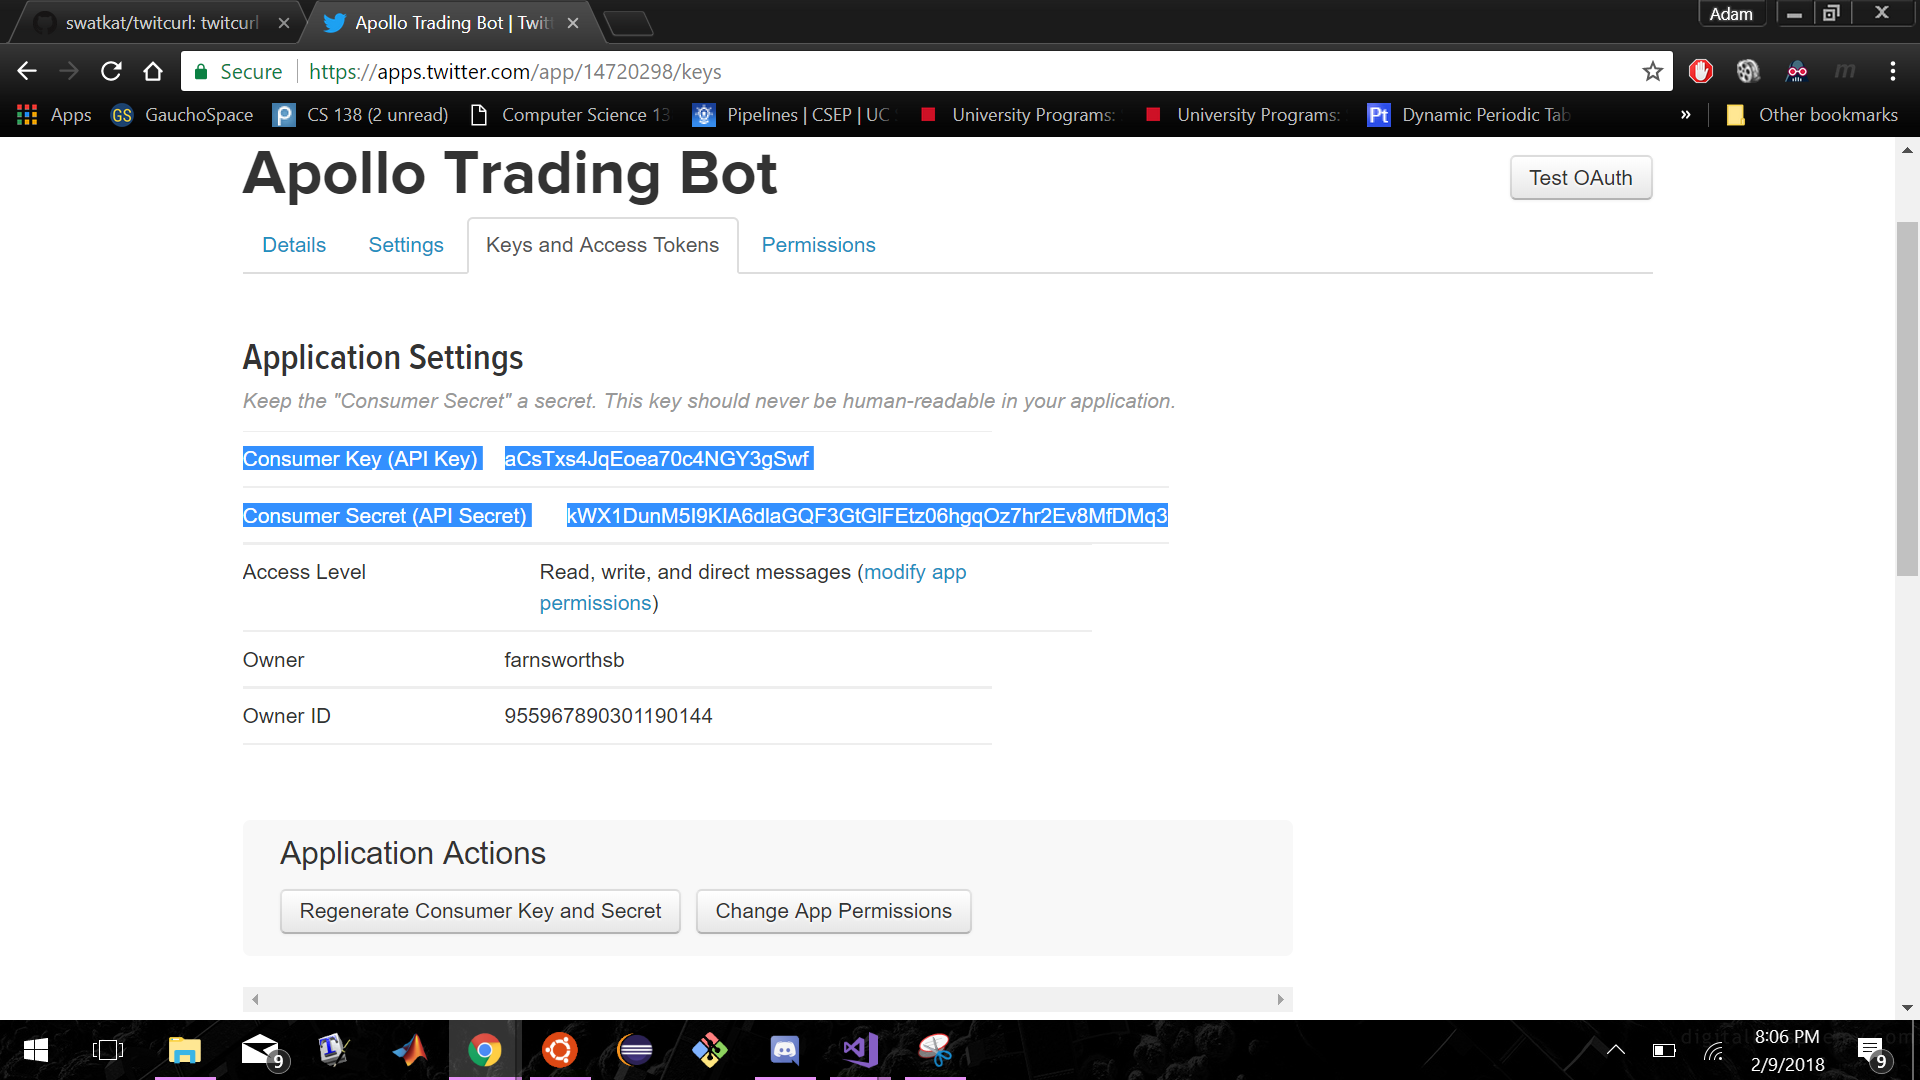 swatkat/twitcurl: twitcurl
Apollo Trading Bot | Twitt
Adam
Secure
https://apps.twitter.com/app/14720298/keys
Apps
GS
GauchoSpace
CS 138 (2 unread)
Computer Science 13
Pipelines | CSEP | UC
University Programs:
University Programs:
Pt
Dynamic Periodic Tab
»
Other bookmarks
Apollo Trading Bot
Test OAuth
Details
Settings
Keys and Access Tokens
Permissions
Application Settings
Keep the "Consumer Secret" a secret. This key should never be human-readable in your application.
Consumer Key (API Key) aCsTxs4JqEoea70c4NGY3gSwf
Consumer Secret (API Secret) kWX1DunM5I9KIA6dlaGQF3GtGlFEtz06hgqOz7hr2Ev8MfDMq3
Access Level Read, write, and direct messages (modify app
permissions)
Owner farnsworthsb
Owner ID 955967890301190144
Application Actions
Regenerate Consumer Key and Secret
Change App Permissions
9
8:06 PM
2/9/2018
9